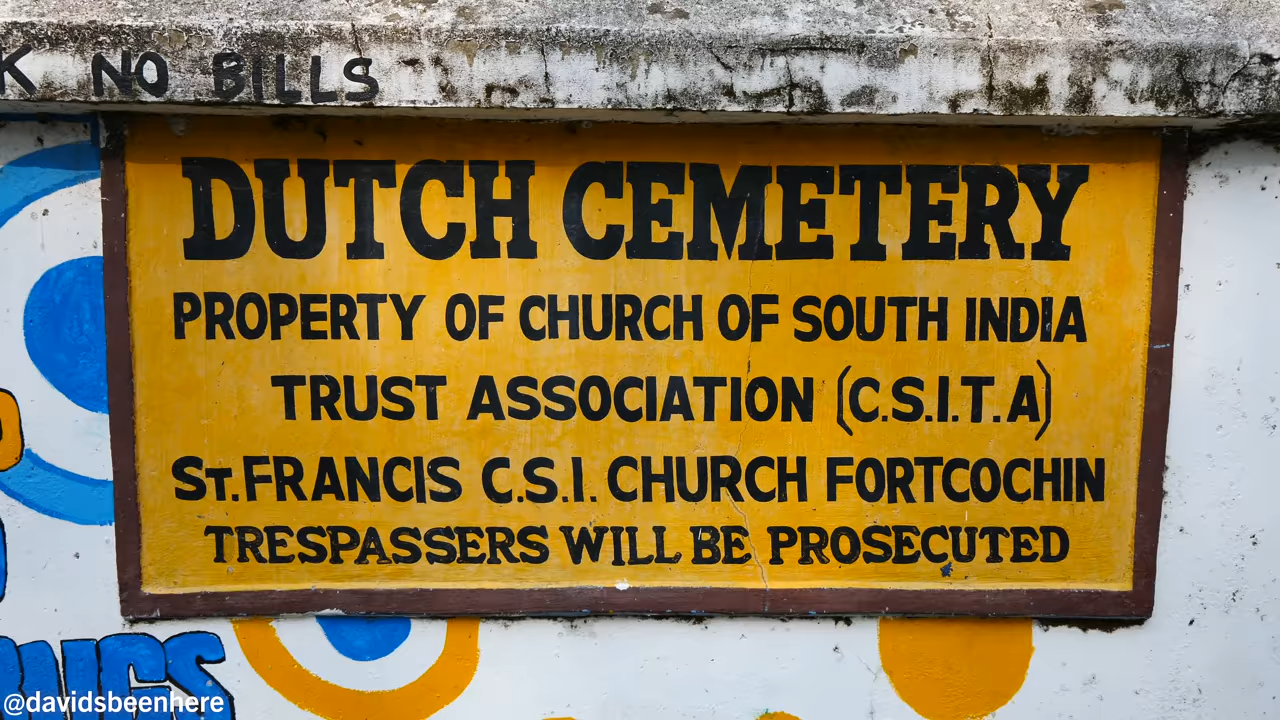 K NO BILLS
DUTCH CEMETERY
PROPERTY OF CHURCH OF SOUTH INDIA
TRUST ASSOCIATION (C.S.I.T.A)
ST.FRANCIS C.S.I. CHURCH FORTCOCHIN
TRESPASSERS WILL BE PROSECUTED
@davidsbeenhere